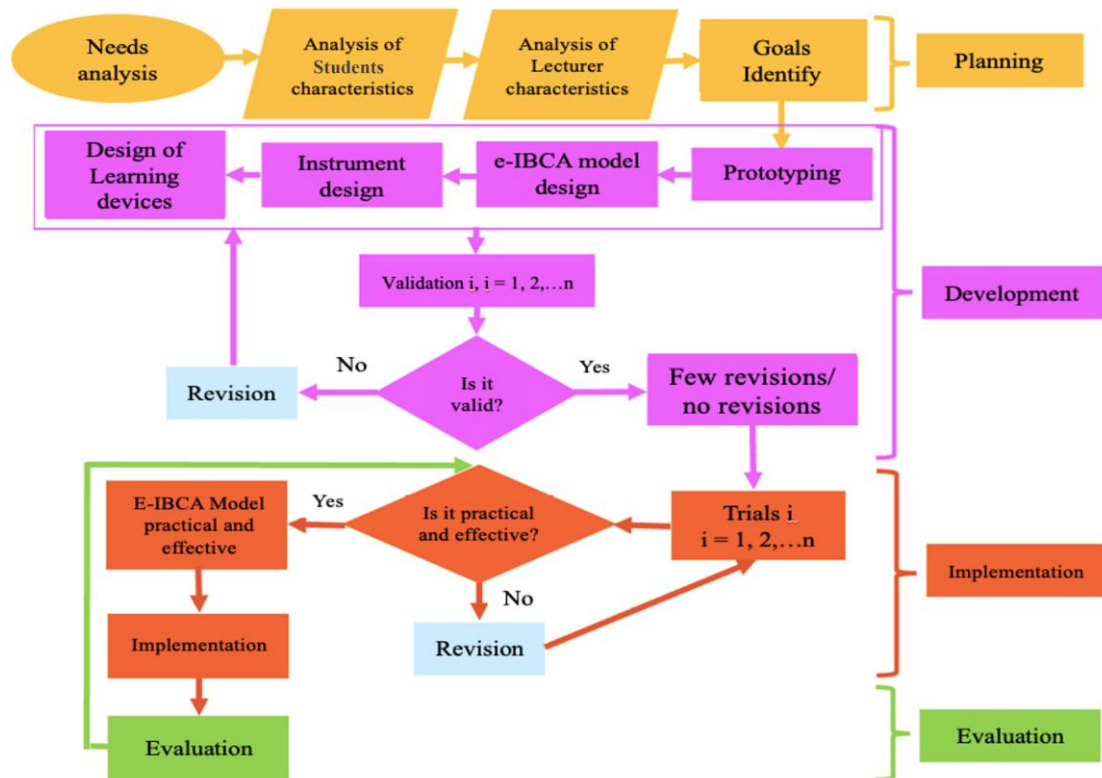 Needs
analysis
Analysis of
Students
characteristics
Analysis of
Lecturer
characteristics
Goals
Identify
Planning
Design of
Learning
devices
Instrument
design
e-IBCA model
design
Prototyping
Validation i, i = 1, 2,...n
Development
Revision
No
Is it
valid?
Yes
Few revisions/
no revisions
E-IBCA Model
practical and
effective
Yes
Is it practical
and effective?
Trials i
i = 1, 2,...n
No
Implementation
Implementation
Revision
Evaluation
Evaluation